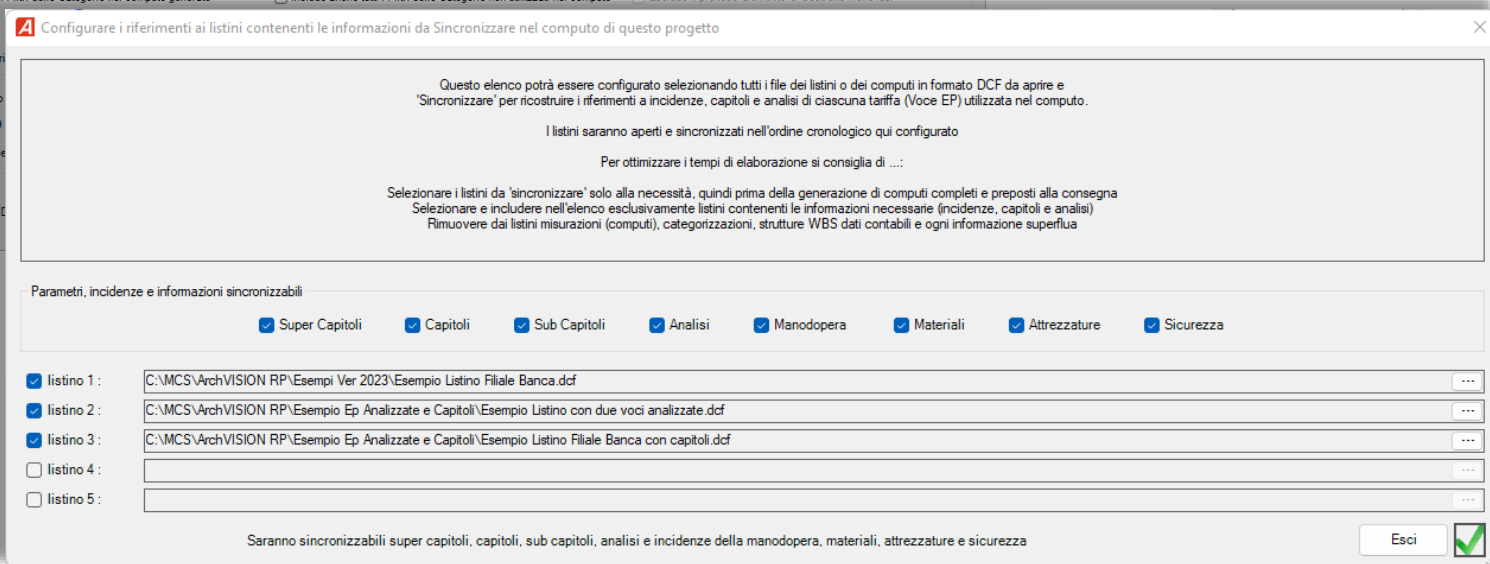 Configurare i riferimenti ai listini contenenti le informazioni da Sincronizzare nel computo di questo progetto
Questo elenco potrà essere configurato selezionando tutti i file dei listini o dei computi in formato DCF da aprire e
'Sincronizzare' per ricostruire i riferimenti a incidenze, capitoli e analisi di ciascuna tariffa (Voce EP) utilizzata nel computo.
I listini saranno aperti e sincronizzati nell'ordine cronologico qui configurato
Per ottimizzare i tempi di elaborazione si consiglia di ...:
Selezionare i listini da 'sincronizzare' solo alla necessità, quindi prima della generazione di computi completi e preposti alla consegna
Selezionare e includere nell'elenco esclusivamente listini contenenti le informazioni necessarie (incidenze, capitoli e analisi)
Rimuovere dai listini misurazioni (computi), categorizzazioni, strutture WBS dati contabili e ogni informazione superflua
Parametri, incidenze e informazioni sincronizzabili
Super Capitoli Capitoli Sub Capitoli Analisi Manodopera Materiali Attrezzature Sicurezza
listino 1 : C:\MCS\ArchVISION RP\Esempi Ver 2023\Esempio Listino Filiale Banca.dcf ...
listino 2 : C:\MCS\ArchVISION RP\Esempio Ep Analizzate e Capitoli\Esempio Listino con due voci analizzate.dcf ...
listino 3 : C:\MCS\ArchVISION RP\Esempio Ep Analizzate e Capitoli\Esempio Listino Filiale Banca con capitoli.dcf ...
listino 4 : ...
listino 5 : ...
Saranno sincronizzabili super capitoli, capitoli, sub capitoli, analisi e incidenze della manodopera, materiali, attrezzature e sicurezza
Esci